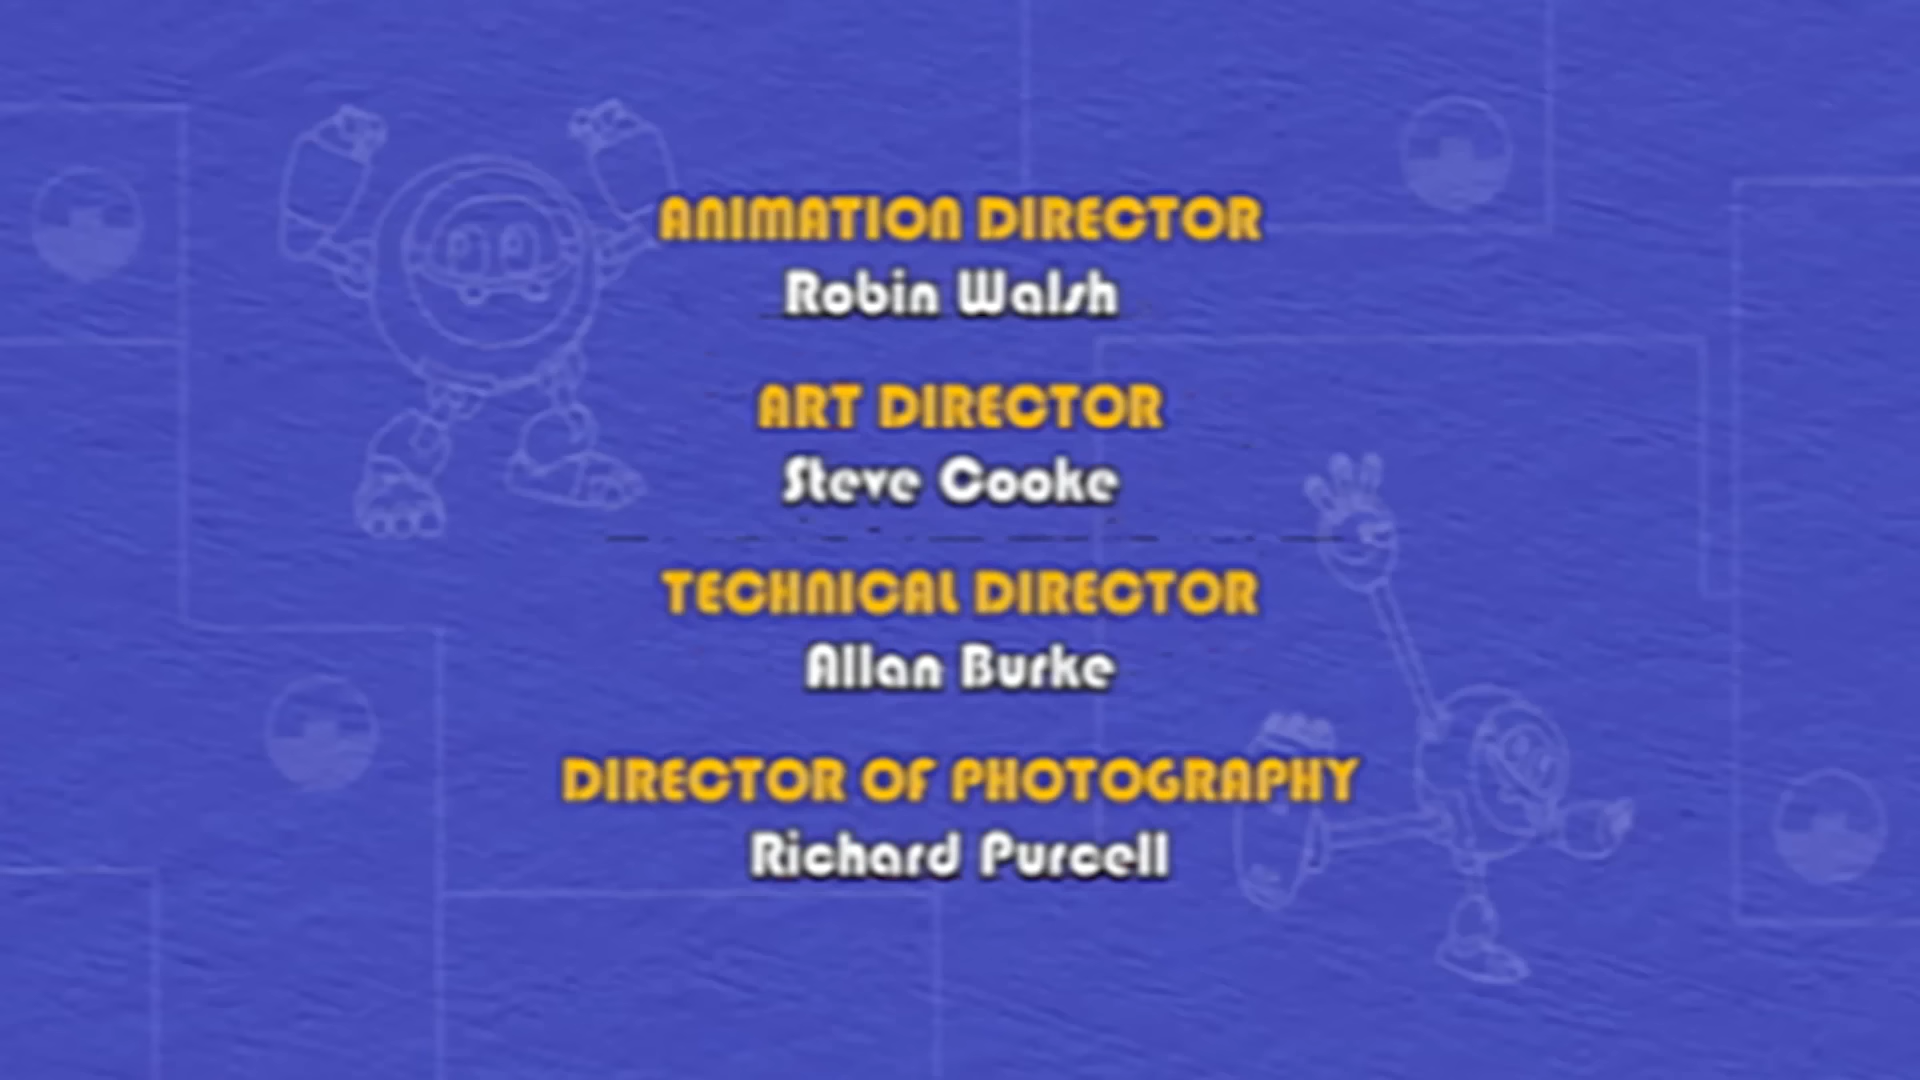 ANIMATION DIRECTOR
Robin Walsh
ART DIRECTOR
Steve Cooke
TECHNICAL DIRECTOR
Allan Burke
DIRECTOR OF PHOTOGRAPHY
Richard Purcell